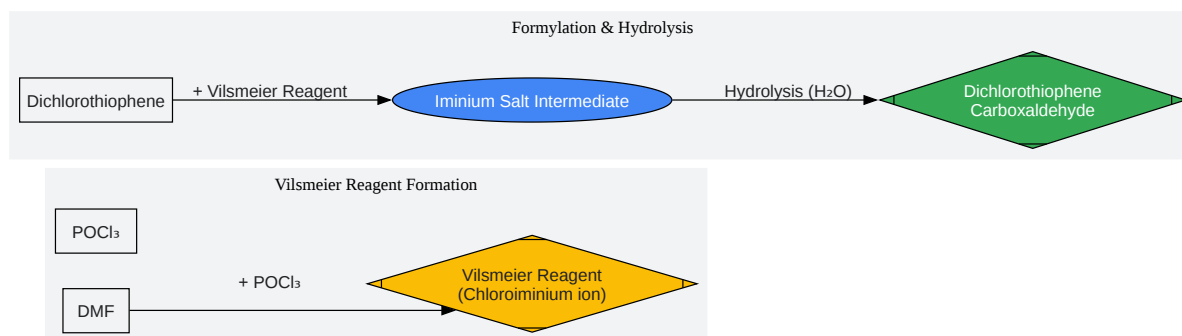 Formylation & Hydrolysis
Dichlorothiophene
+ Vilsmeier Reagent
Iminium Salt Intermediate
Hydrolysis (H₂O)
Dichlorothiophene
Carboxaldehyde
Vilsmeier Reagent Formation
POCl₃
DMF
+ POCl₃
Vilsmeier Reagent
(Chloroiminium ion)